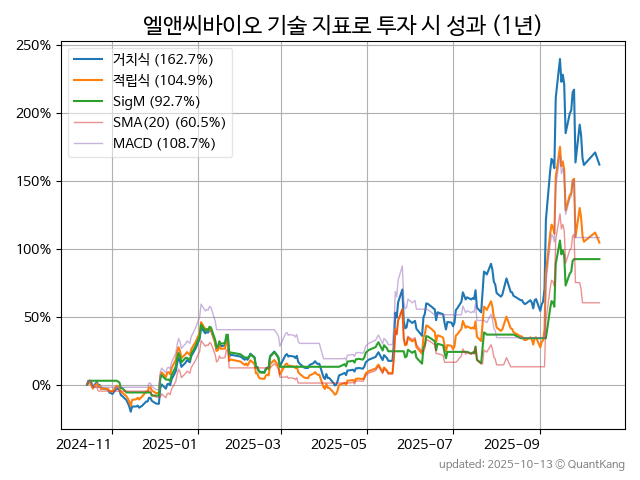 엘앤씨바이오 기술 지표로 투자 시 성과 (1년)
250%
200%
150%
100%
50%
0%
거치식 (162.7%)
적립식 (104.9%)
SigM (92.7%)
SMA(20) (60.5%)
MACD (108.7%)
2024-11
2025-01
2025-03
2025-05
2025-07
2025-09
updated: 2025-10-13 © QuantKang